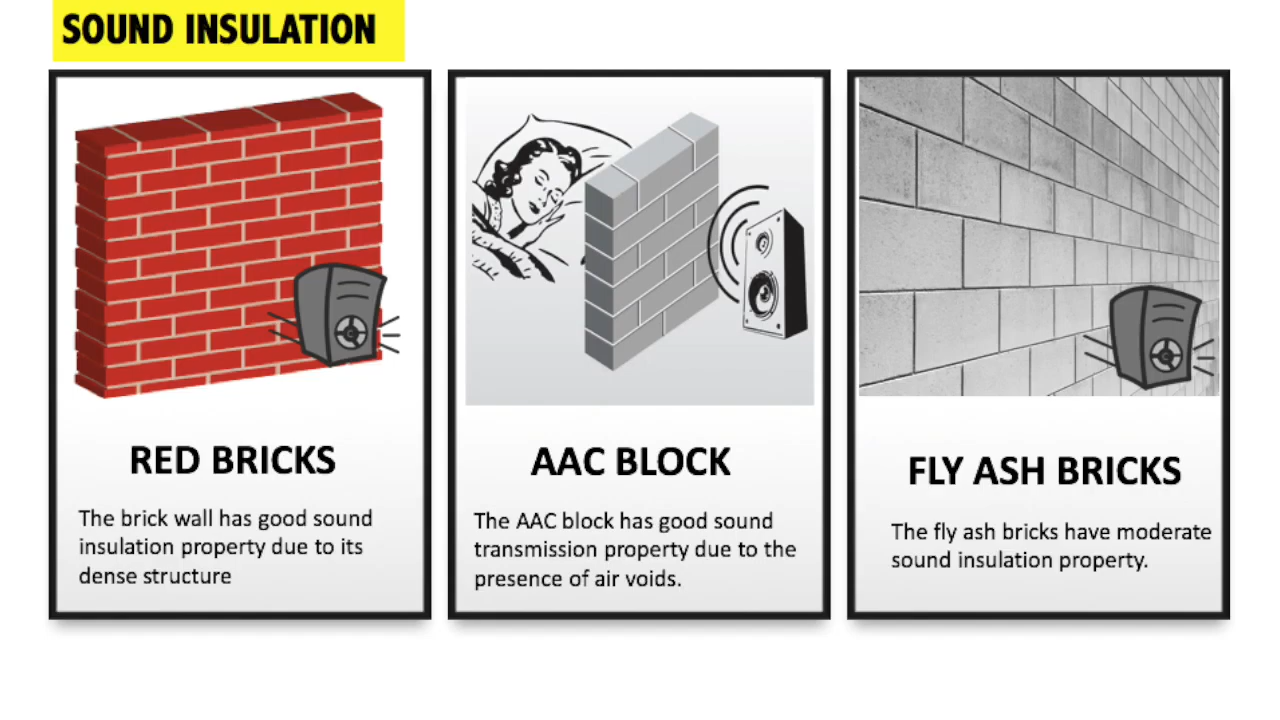 SOUND INSULATION
RED BRICKS
The brick wall has good sound
insulation property due to its
dense structure
AAC BLOCK
The AAC block has good sound
transmission property due to the
presence of air voids.
FLY ASH BRICKS
The fly ash bricks have moderate
sound insulation property.